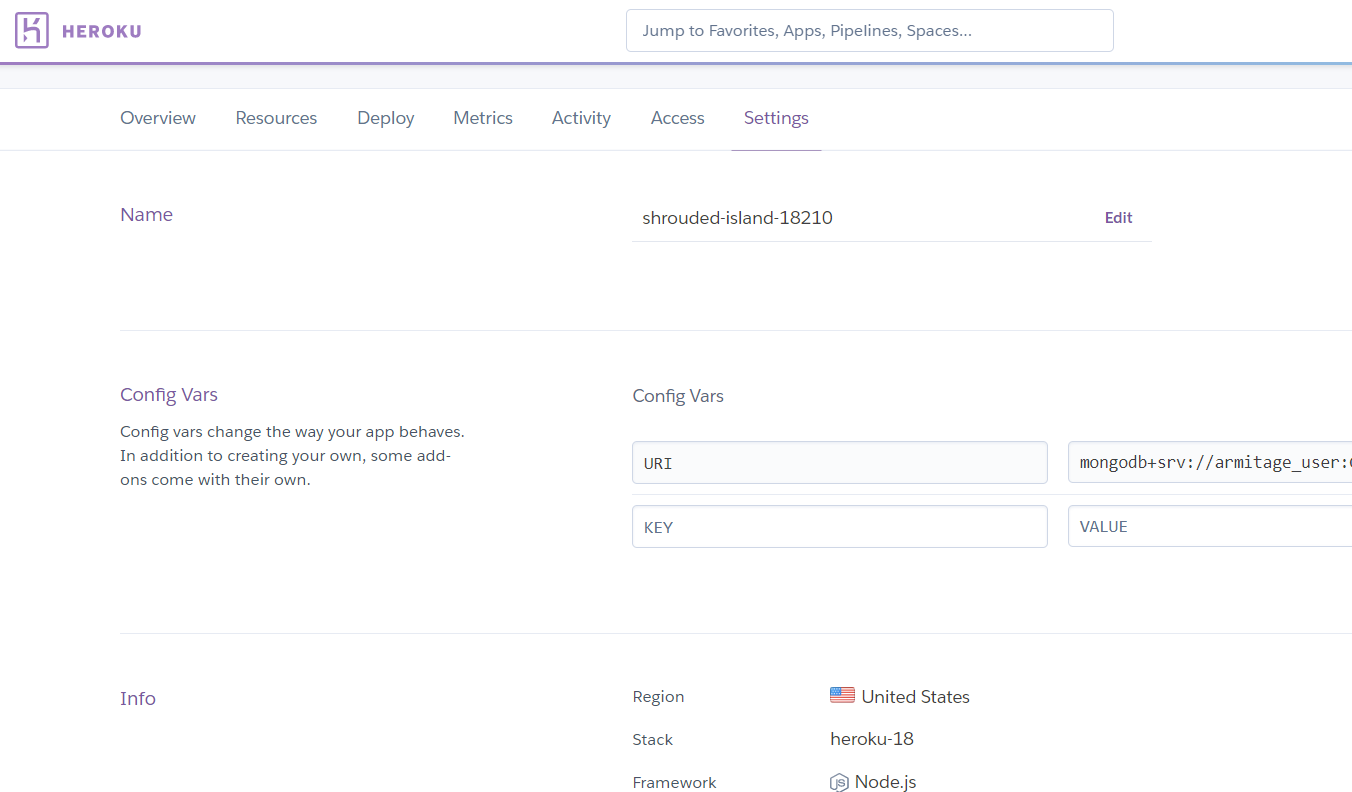 HEROKU
Jump to Favorites, Apps, Pipelines, Spaces...
Overview Resources Deploy Metrics Activity Access Settings
Name
shrouded-island-18210 Edit
Config Vars
Config vars change the way your app behaves.
In addition to creating your own, some add-
ons come with their own.
Config Vars
URI mongodb+srv://armitage_user:
KEY VALUE
Info
Region United States
Stack heroku-18
Framework Node.js